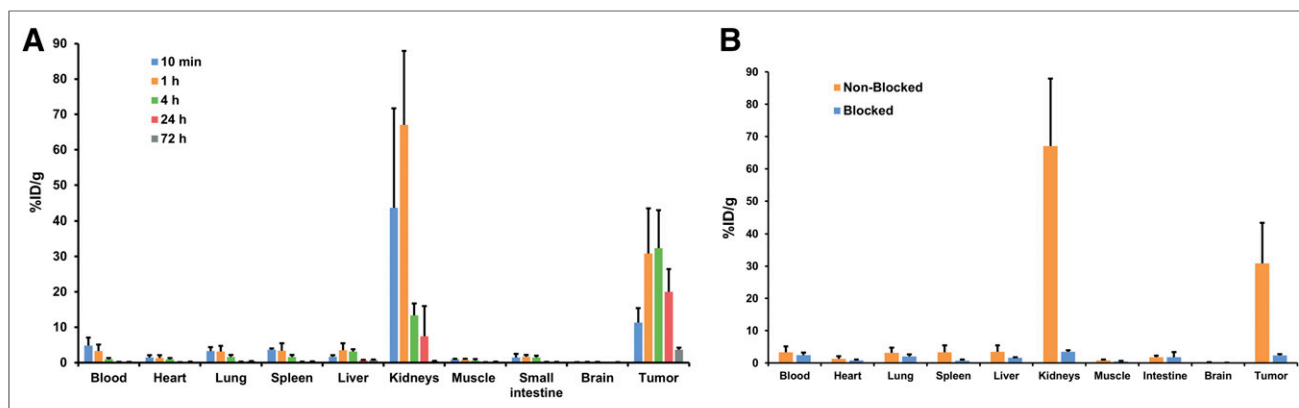 A
90
80
70
60
50
40
30
20
10
0
%ID/g
10 min
1 h
4 h
24 h
72 h
Blood Heart Lung Spleen Liver Kidneys Muscle Small intestine Brain Tumor
B
90
80
70
60
50
40
30
20
10
0
%ID/g
Non-Blocked
Blocked
Blood Heart Lung Spleen Liver Kidneys Muscle Intestine Brain Tumor